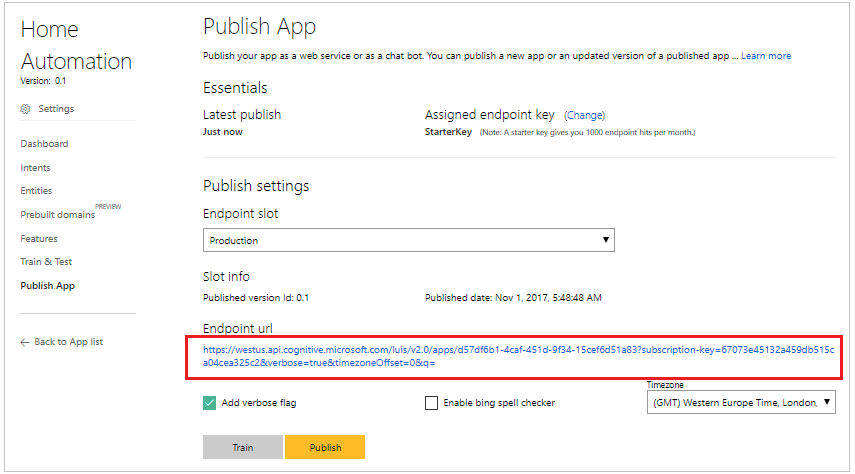 Home
Automation
Version: 0.1
Settings
Dashboard
Intents
Entities
Prebuilt domains PREVIEW
Features
Train & Test
Publish App
Back to App list
Publish App
Publish your app as a web service or as a chat bot. You can publish a new app or an updated version of a published app ... Learn more
Essentials
Latest publish
Just now
Assigned endpoint key (Change)
StarterKey (Note: A starter key gives you 1000 endpoint hits per month.)
Publish settings
Endpoint slot
Production
Slot info
Published version Id: 0.1
Published date: Nov 1, 2017, 5:48:48 AM
Endpoint url
https://westus.api.cognitive.microsoft.com/luis/v2.0/apps/d57df6b1-4caf-451d-9f34-15cef6d51a83?subscription-key=67073e45132a459db515c
a04cea325c2&verbose=true&timezoneOffset=0&q=
Add verbose flag
Enable bing spell checker
Timezone
(GMT) Western Europe Time, London,
Train
Publish